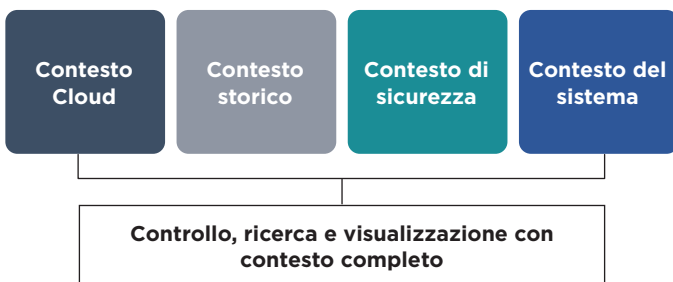 Contesto
Cloud
Contesto
storico
Contesto di
sicurezza
Contesto del
sistema
Controllo, ricerca e visualizzazione con
contesto completo